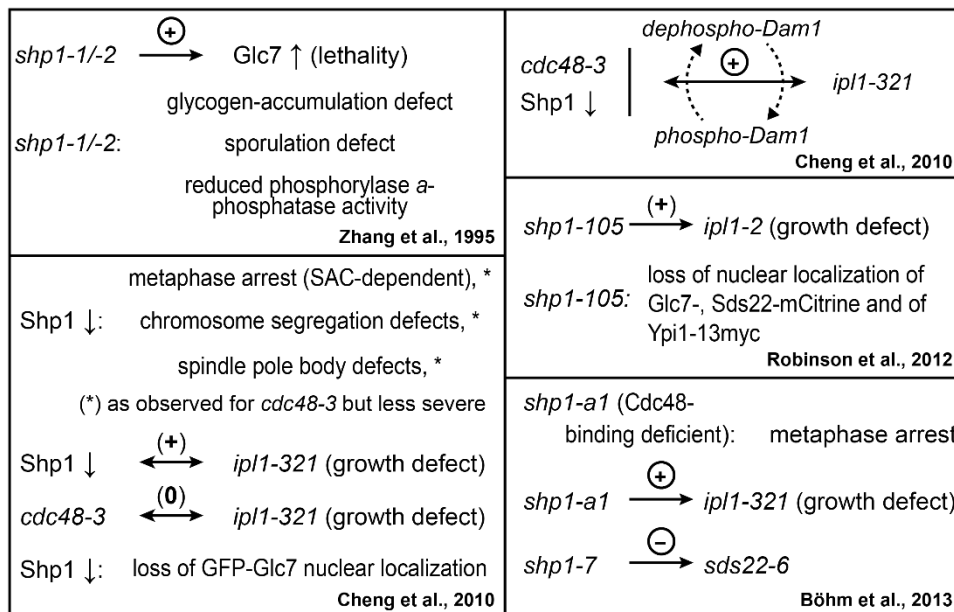 shp1-1/-2 + Glc7 ↑ (lethality)
glycogen-accumulation defect
shp1-1/-2: sporulation defect
reduced phosphorylase a-
phosphatase activity
Zhang et al., 1995
metaphase arrest (SAC-dependent), *
Shp1 ↓: chromosome segregation defects, *
spindle pole body defects, *
(*) as observed for cdc48-3 but less severe
(+)
Shp1 ↓ ipl1-321 (growth defect)
(0)
cdc48-3 ipl1-321 (growth defect)
Shp1 ↓: loss of GFP-Glc7 nuclear localization
Cheng et al., 2010
dephospho-Dam1
cdc48-3 + ipl1-321
Shp1 ↓
phospho-Dam1
Cheng et al., 2010
(+)
shp1-105 ipl1-2 (growth defect)
shp1-105: loss of nuclear localization of
Glc7-, Sds22-mCitrine and of
Ypi1-13myc
Robinson et al., 2012
shp1-a1 (Cdc48-
binding deficient): metaphase arrest
+
shp1-a1 ipl1-321 (growth defect)
−
shp1-7 sds22-6
Böhm et al., 2013